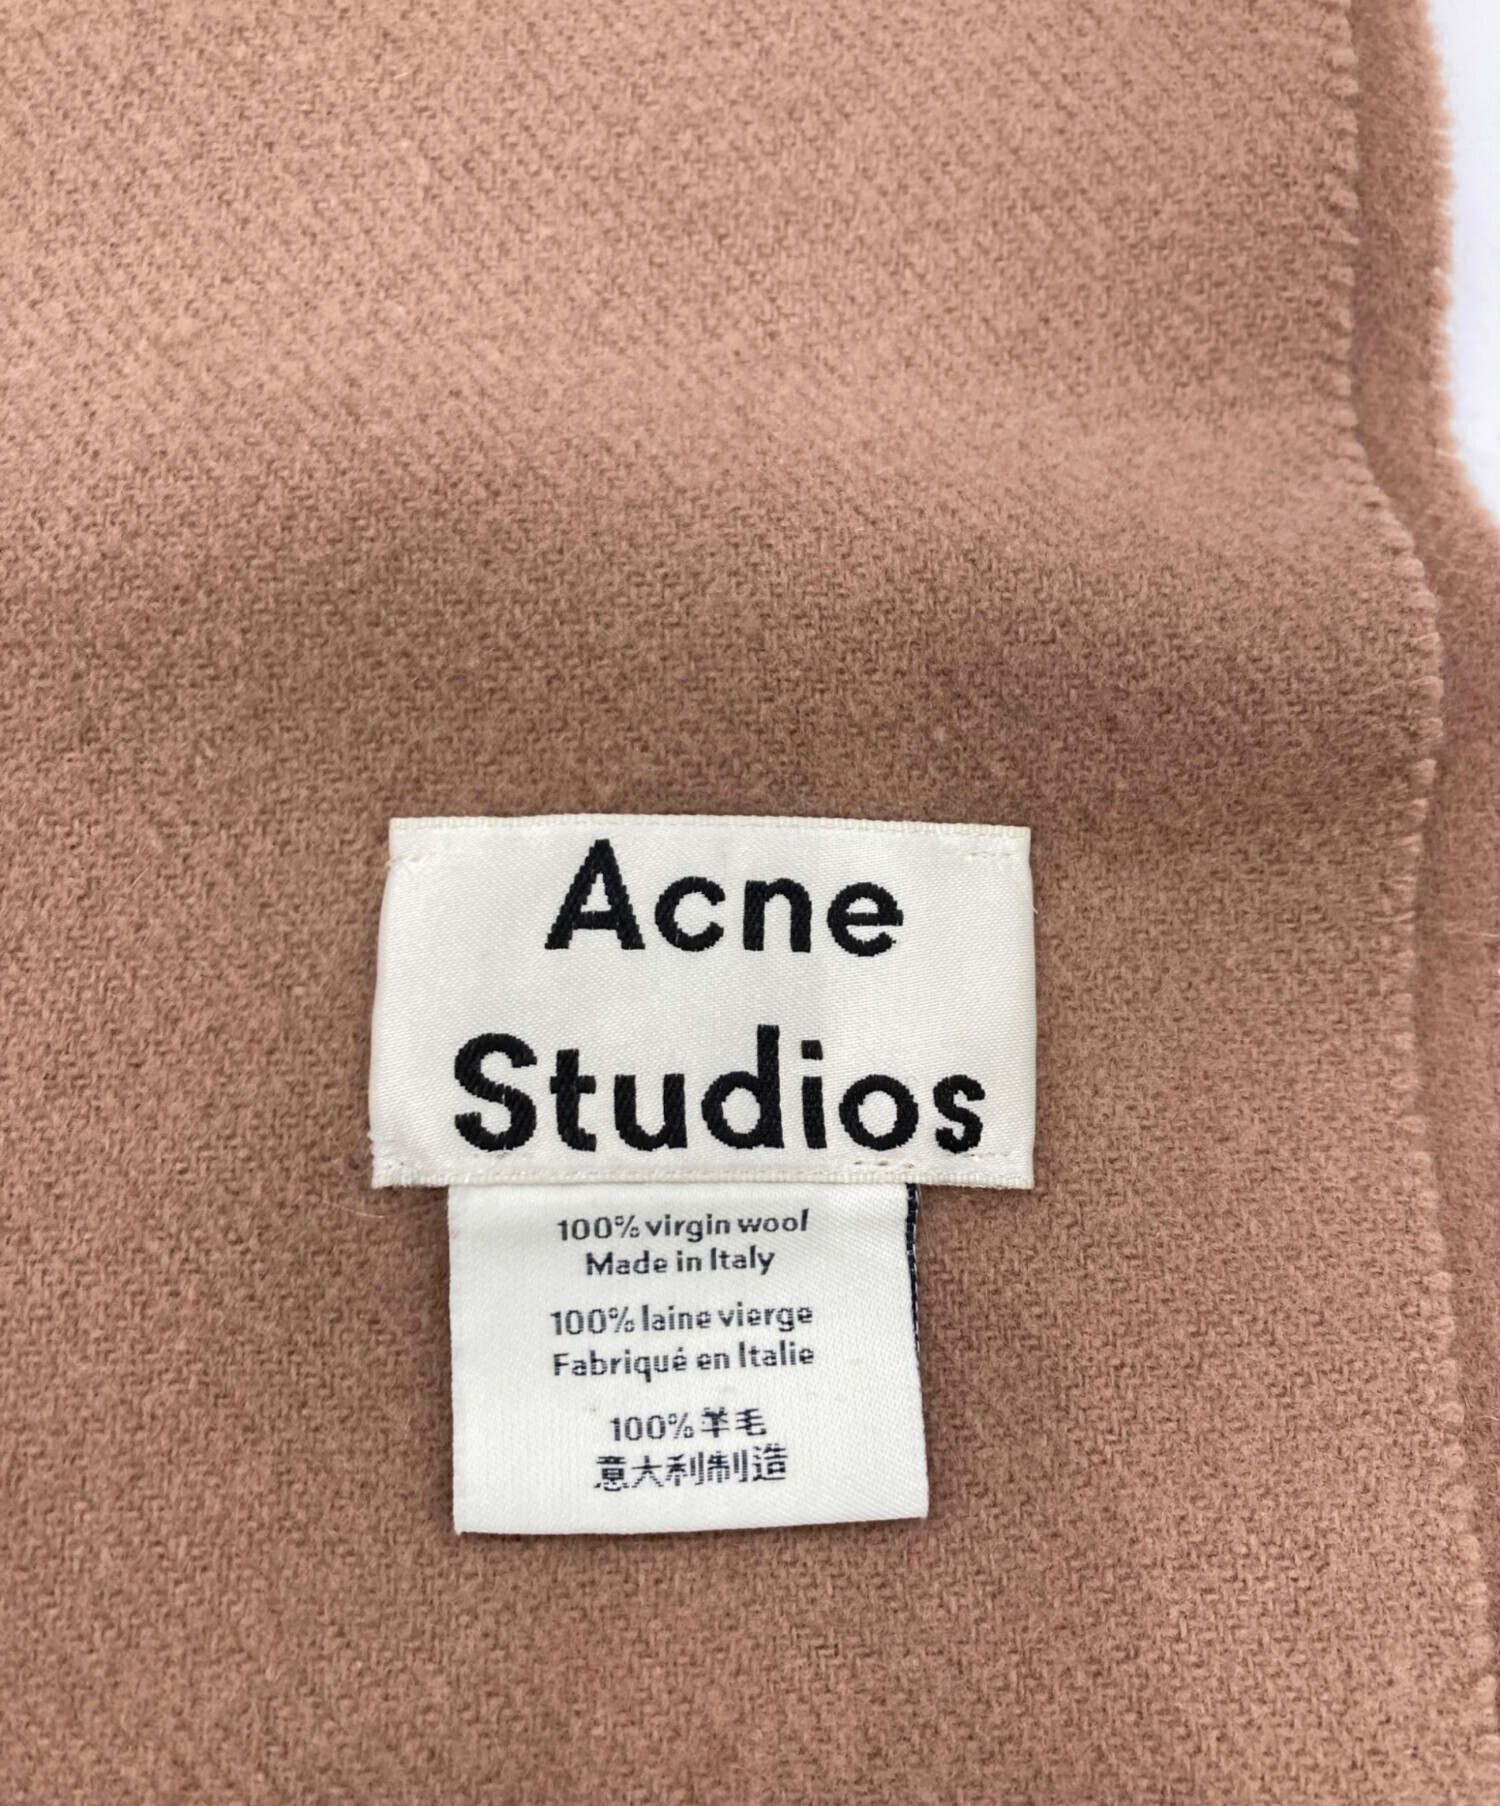 Acne
Studios
100% virgin wool
Made in Italy
100% laine vierge
Fabriqué en Italie
100% 羊毛
意大利制造